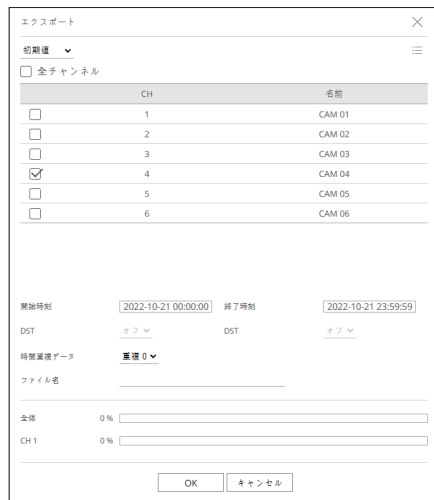 エクスポート
初期値
全チャンネル
CH 名前
1 CAM 01
2 CAM 02
3 CAM 03
4 CAM 04
5 CAM 05
6 CAM 06
開始時刻 2022-10-21 00:00:00 終了時刻 2022-10-21 23:59:59
DST オフ DST オフ
時間重複データ 重複 0
ファイル名
全体 0 %
CH 1 0 %
OK キャンセル